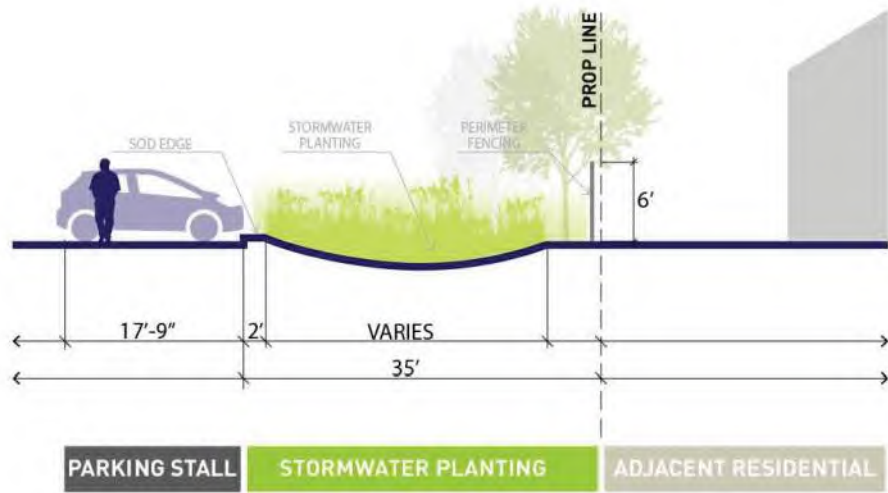 PROP LINE
STORMWATER
PLANTING
PERIMETER
FENCING
SOD EDGE
6’
17’-9”
2’
VARIES
35’
PARKING STALL
STORMWATER PLANTING
ADJACENT RESIDENTIAL